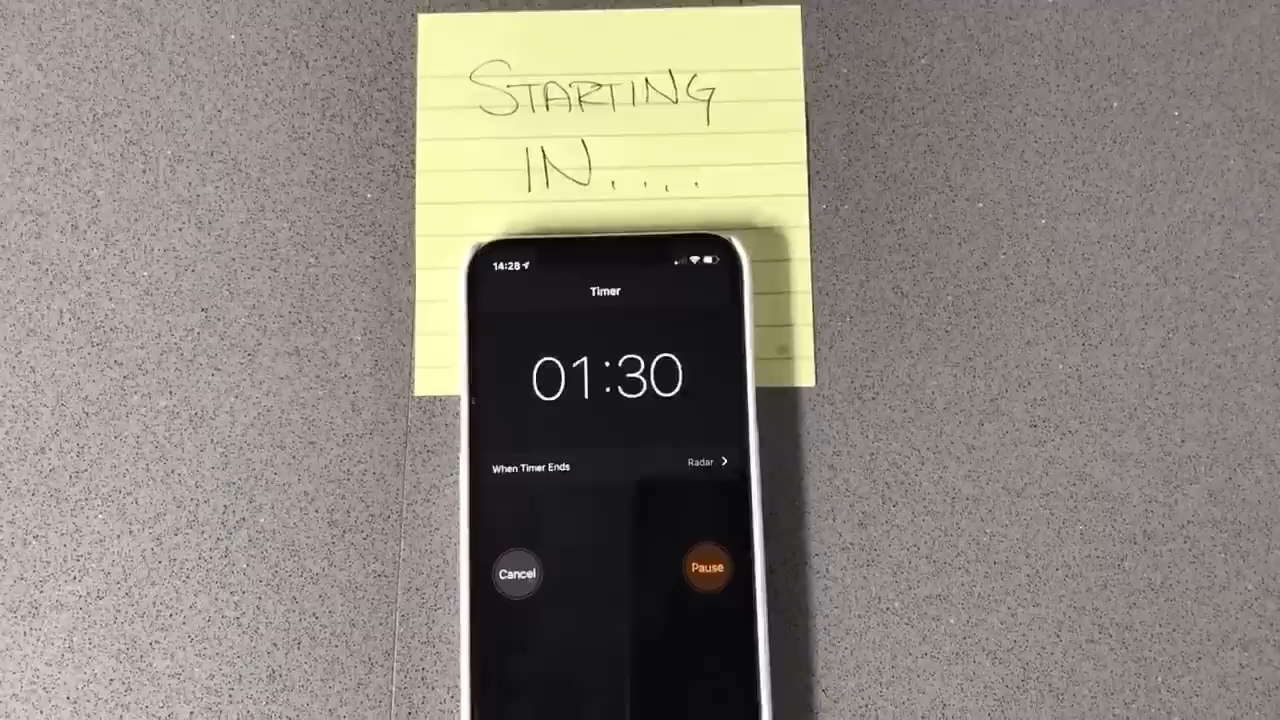 STARTING
IN....
14:28
Timer
01:30
When Timer Ends Radar >
Cancel Pause